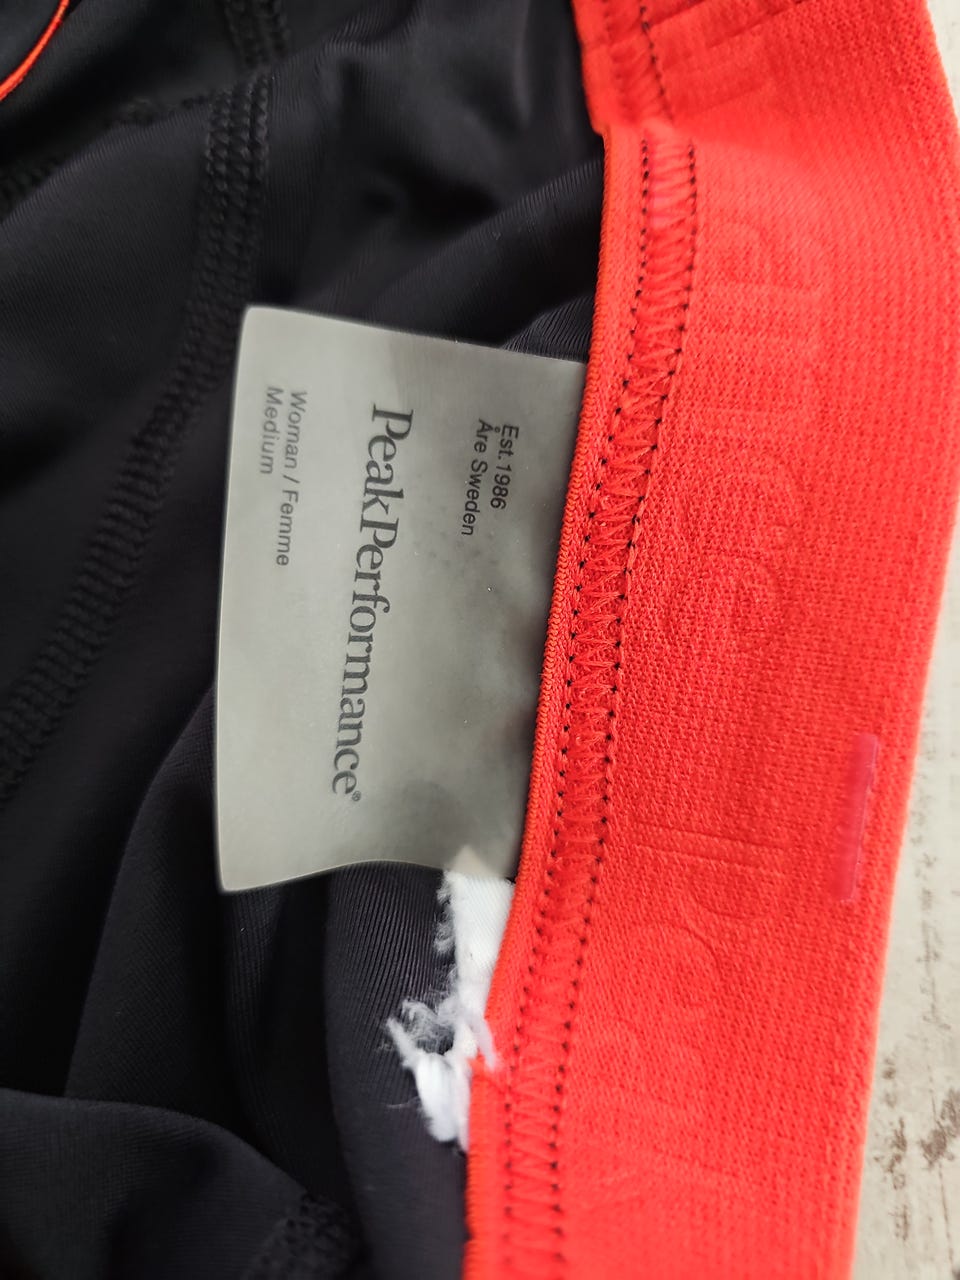 Est. 1986
Åre Sweden
PeakPerformance®
Woman / Femme
Medium